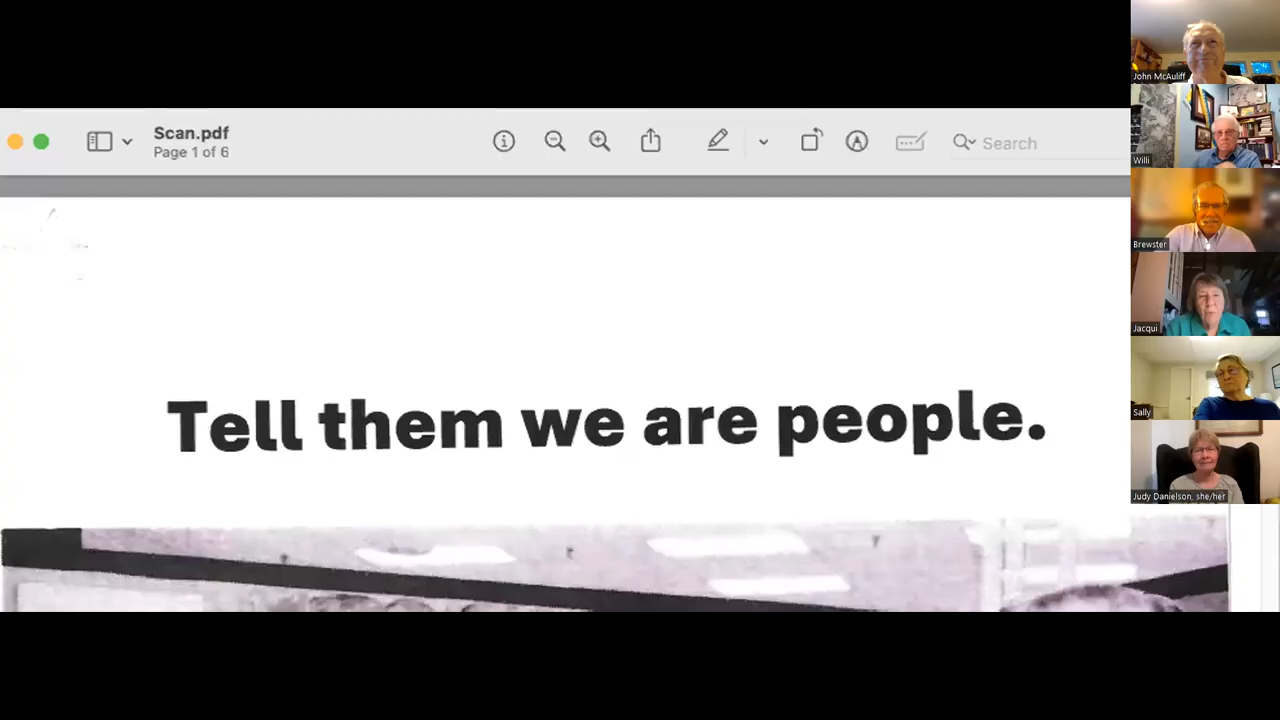 Scan.pdf
Page 1 of 6
Search
Tell them we are people.
John McAuliff
Willi
Brewster
Jacqui
Sally
Judy Danielson, she/her